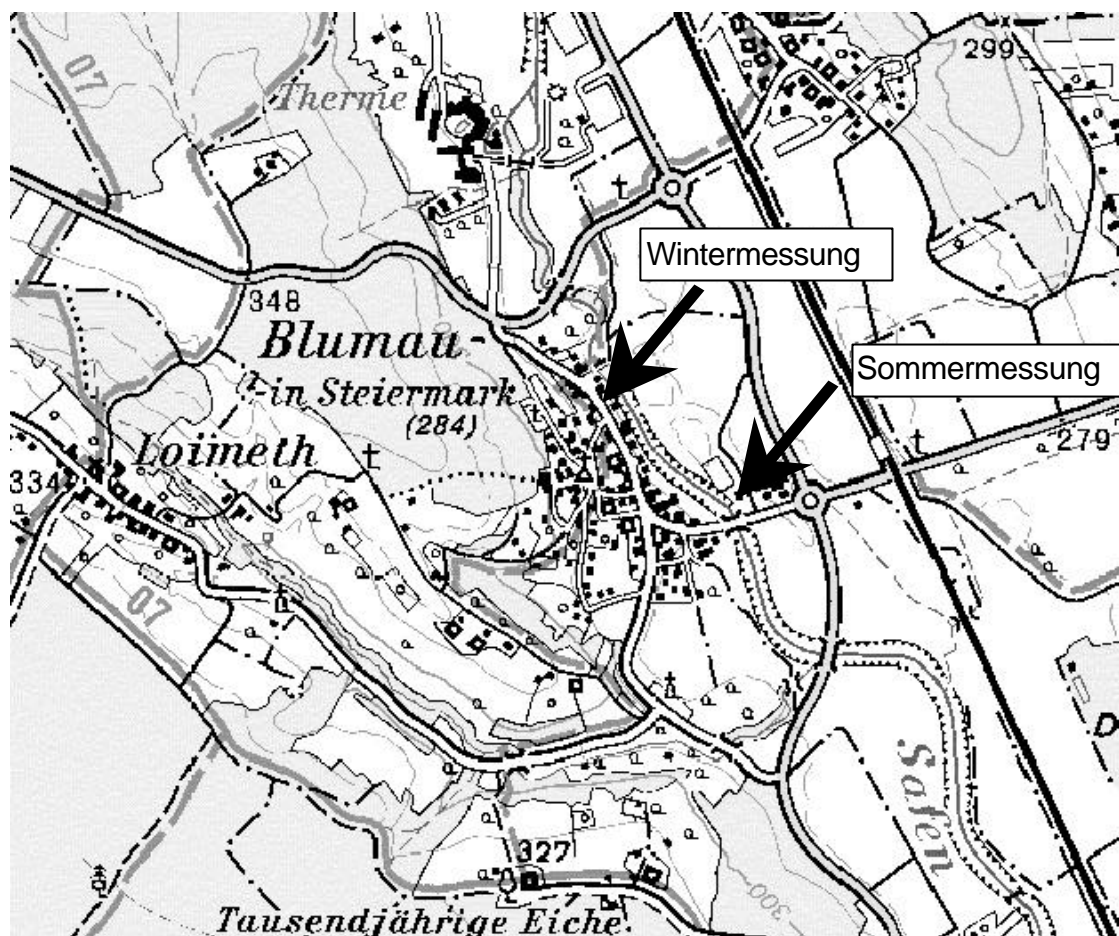 299
07
Therme
Wintermessung
348
Blumau-
in Steiermark
(284)
Sommermessung
Loimeth
279
334
07
Safen
D
327
300
Tausendjährige Eiche